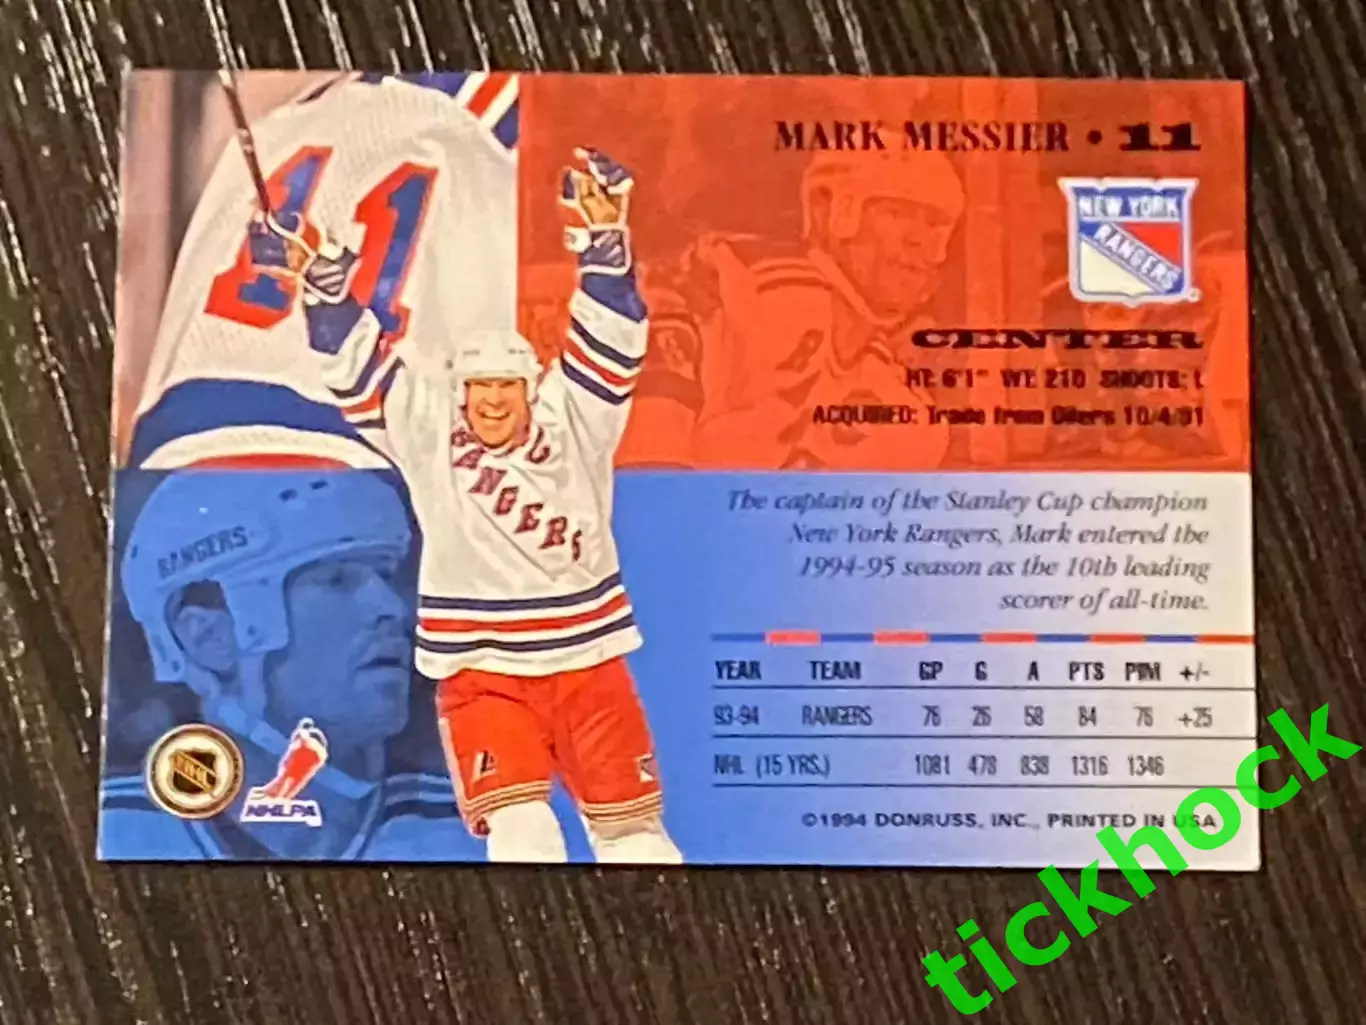 MARK MESSIER • 11
NEW YORK
RANGERS
CENTER
HT: 6'1" WT: 210 SHOOTS: L
ACQUIRED: Trade from Oilers 10/4/91
The captain of the Stanley Cup champion
New York Rangers, Mark entered the
1994-95 season as the 10th leading
scorer of all-time.
YEAR TEAM GP G A PTS PIM +/-
93-94 RANGERS 76 26 58 84 76 +25
NHL (15 YRS.) 1081 478 838 1316 1346
©1994 DONRUSS, INC., PRINTED IN USA
11
RANGERS
RANGERS
NHL
NHLPA
tickhock